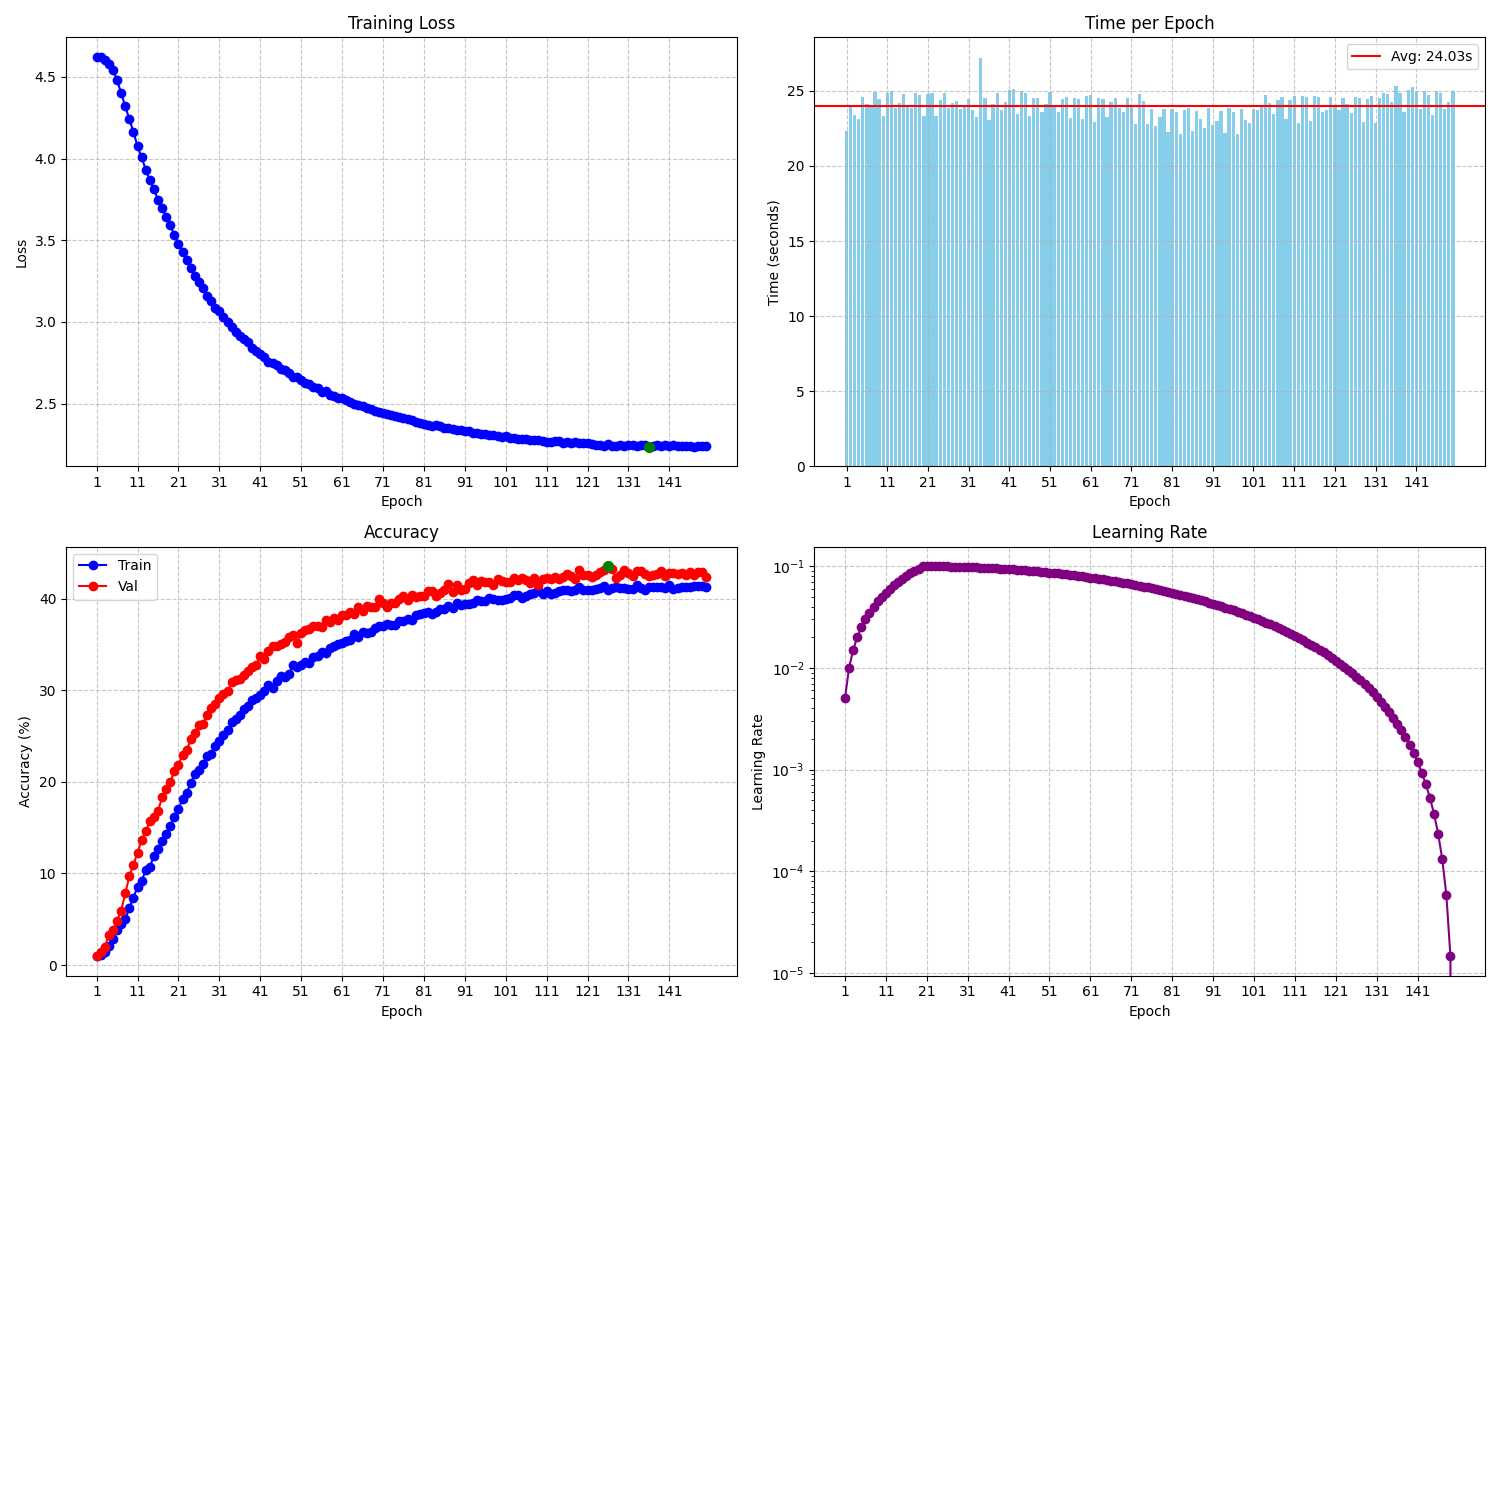 Training Loss
Loss
4.5
4.0
3.5
3.0
2.5
1 11 21 31 41 51 61 71 81 91 101 111 121 131 141
Epoch
Time per Epoch
Avg: 24.03s
Time (seconds)
25
20
15
10
5
0
1 11 21 31 41 51 61 71 81 91 101 111 121 131 141
Epoch
Accuracy
Train
Val
Accuracy (%)
40
30
20
10
0
1 11 21 31 41 51 61 71 81 91 101 111 121 131 141
Epoch
Learning Rate
Learning Rate
10⁻¹
10⁻²
10⁻³
10⁻⁴
10⁻⁵
1 11 21 31 41 51 61 71 81 91 101 111 121 131 141
Epoch